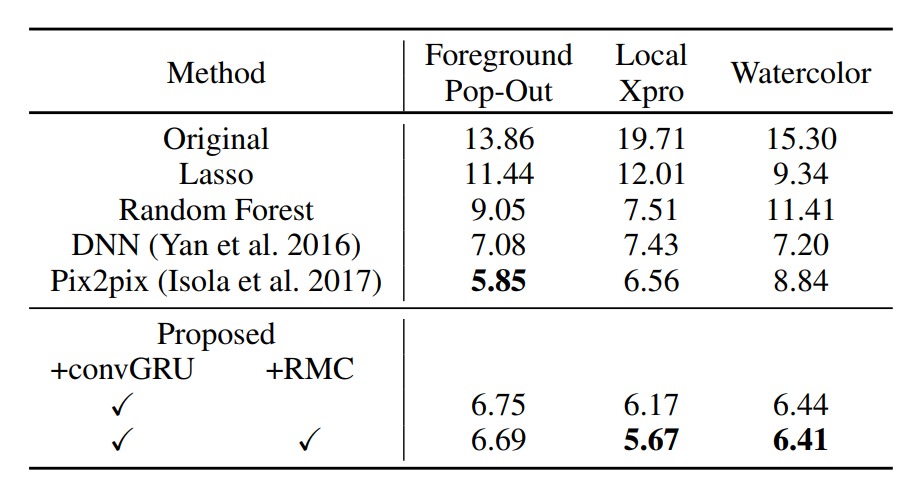 Method Foreground Pop-Out Local Xpro Watercolor
Original 13.86 19.71 15.30
Lasso 11.44 12.01 9.34
Random Forest 9.05 7.51 11.41
DNN (Yan et al. 2016) 7.08 7.43 7.20
Pix2pix (Isola et al. 2017) 5.85 6.56 8.84
Proposed
+convGRU +RMC
✓ 6.75 6.17 6.44
✓ ✓ 6.69 5.67 6.41